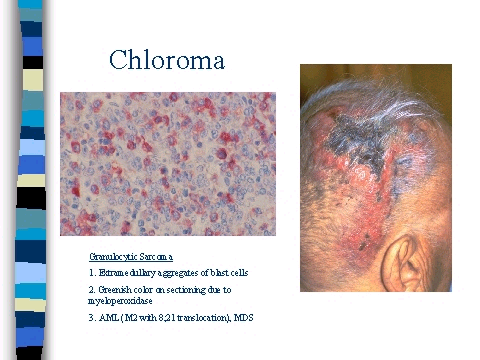 Chloroma
Granulocytic Sarcoma
1. Extramedullary aggregates of blast cells
2. Greenish color on sectioning due to
myeloperoxidase
3. AML ( M2 with 8;21 translocation), MDS